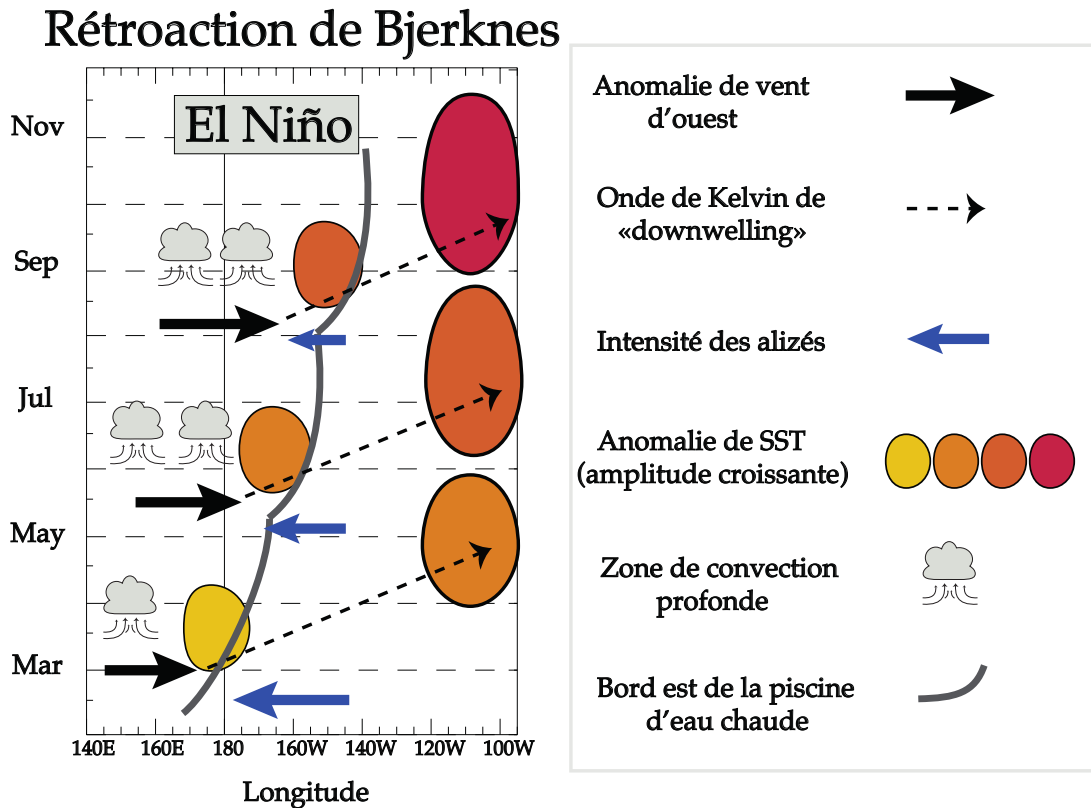 Rétroaction de Bjerknes
El Niño
Nov
Sep
Jul
May
Mar
140E 160E 180 160W 140W 120W 100W
Longitude
Anomalie de vent
d'ouest
Onde de Kelvin de
«downwelling»
Intensité des alizés
Anomalie de SST
(amplitude croissante)
Zone de convection
profonde
Bord est de la piscine
d'eau chaude